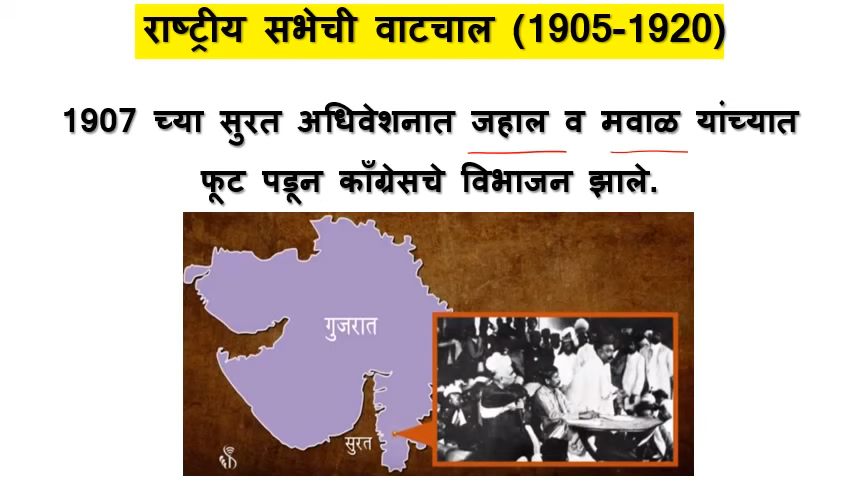 राष्ट्रीय सभेची वाटचाल (1905-1920)
1907 च्या सुरत अधिवेशनात जहाल व मवाळ यांच्यात
फूट पडून काँग्रेसचे विभाजन झाले.
गुजरात
सुरत